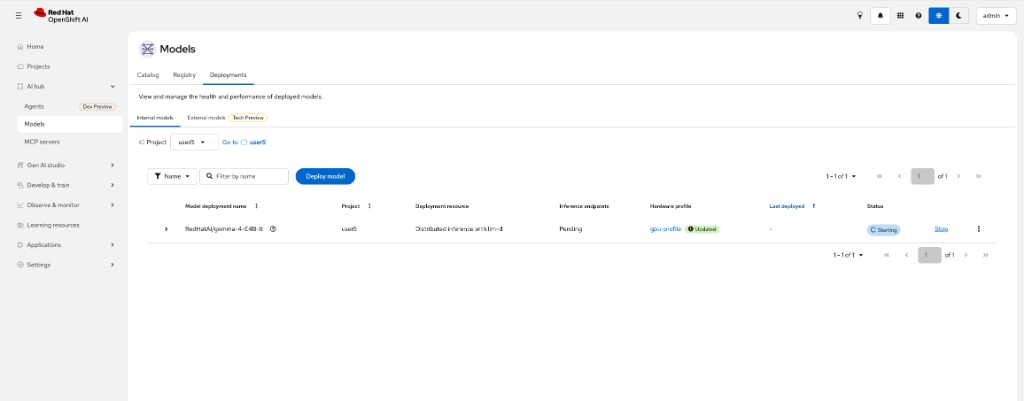 Red Hat
OpenShift AI
admin
Home
Projects
AI hub
Agents
Dev Preview
Models
MCP servers
Gen AI studio
Develop & train
Observe & monitor
Learning resources
Applications
Settings
Models
Catalog Registry Deployments
View and manage the health and performance of deployed models.
Internal models External models Tech Preview
Project user5 Go to user5
Name Filter by name Deploy model 1 - 1 of 1 1 of 1
Model deployment name Project Deployment resource Inference endpoints Hardware profile Last deployed Status
RedHatAI/gemma-4-E4B-it user5 Distributed inference with llm-d Pending gpu-profile Updated - Starting Stop
1 - 1 of 1 1 of 1